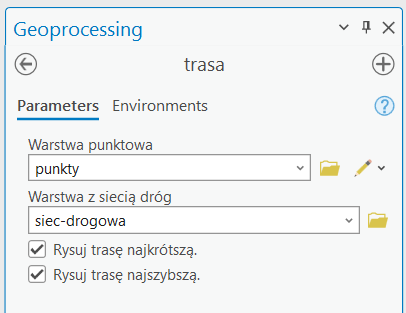 Geoprocessing
trasa
Parameters Environments
Warstwa punktowa
punkty
Warstwa z siecią dróg
siec-drogowa
Rysuj trasę najkrótszą.
Rysuj trasę najszybszą.